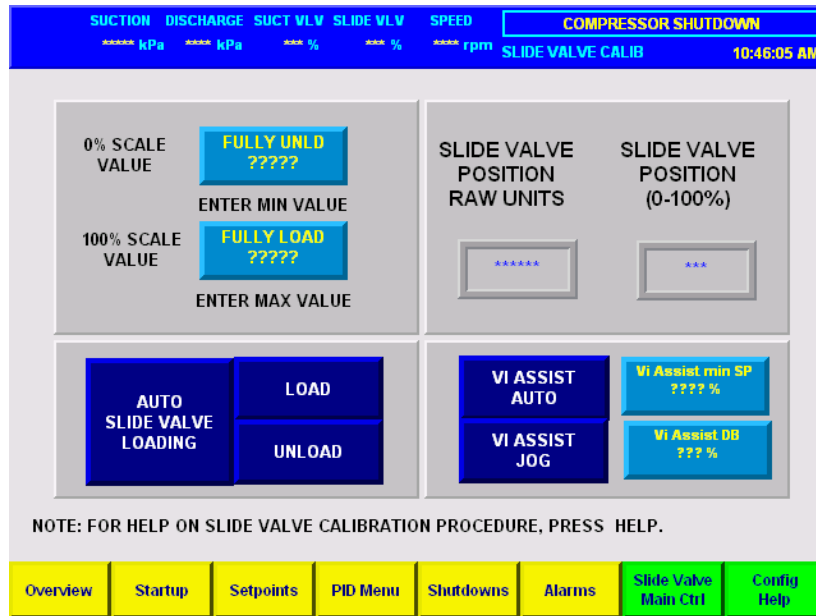 SUCTION DISCHARGE SUCT VLV SLIDE VLV SPEED
***** kPa **** kPa *** % *** % **** rpm
COMPRESSOR SHUTDOWN
SLIDE VALVE CALIB 10:46:05 AM
0% SCALE
VALUE
FULLY UNLD
?????
ENTER MIN VALUE
100% SCALE
VALUE
FULLY LOAD
?????
ENTER MAX VALUE
SLIDE VALVE
POSITION
RAW UNITS
******
SLIDE VALVE
POSITION
(0-100%)
***
AUTO
SLIDE VALVE
LOADING
LOAD
UNLOAD
VI ASSIST
AUTO
Vi Assist min SP
???? %
VI ASSIST
JOG
Vi Assist DB
??? %
NOTE: FOR HELP ON SLIDE VALVE CALIBRATION PROCEDURE, PRESS HELP.
Overview
Startup
Setpoints
PID Menu
Shutdowns
Alarms
Slide Valve
Main Ctrl
Config
Help